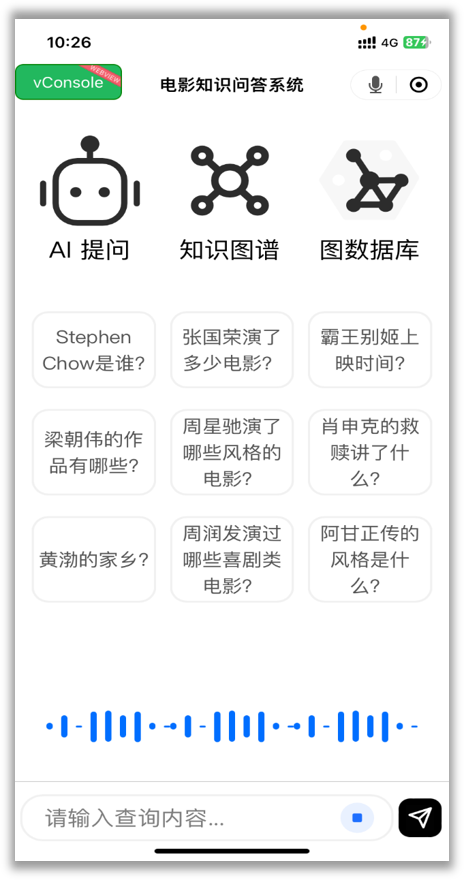 10:26
4G 87
vConsole
WEBVIEW
电影知识问答系统
AI 提问
知识图谱
图数据库
Stephen
Chow是谁?
张国荣演了
多少电影?
霸王别姬上
映时间?
梁朝伟的作
品有哪些?
周星驰演了
哪些风格的
电影?
肖申克的救
赎讲了什
么?
黄渤的家乡?
周润发演过
哪些喜剧类
电影?
阿甘正传的
风格是什
么?
请输入查询内容...